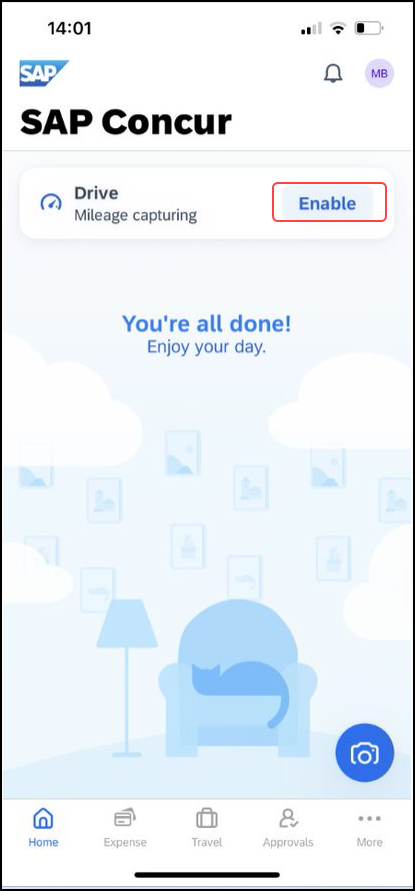 14:01
SAP
MB
SAP Concur
Drive
Mileage capturing
Enable
You're all done!
Enjoy your day.
Home
Expense
Travel
Approvals
More